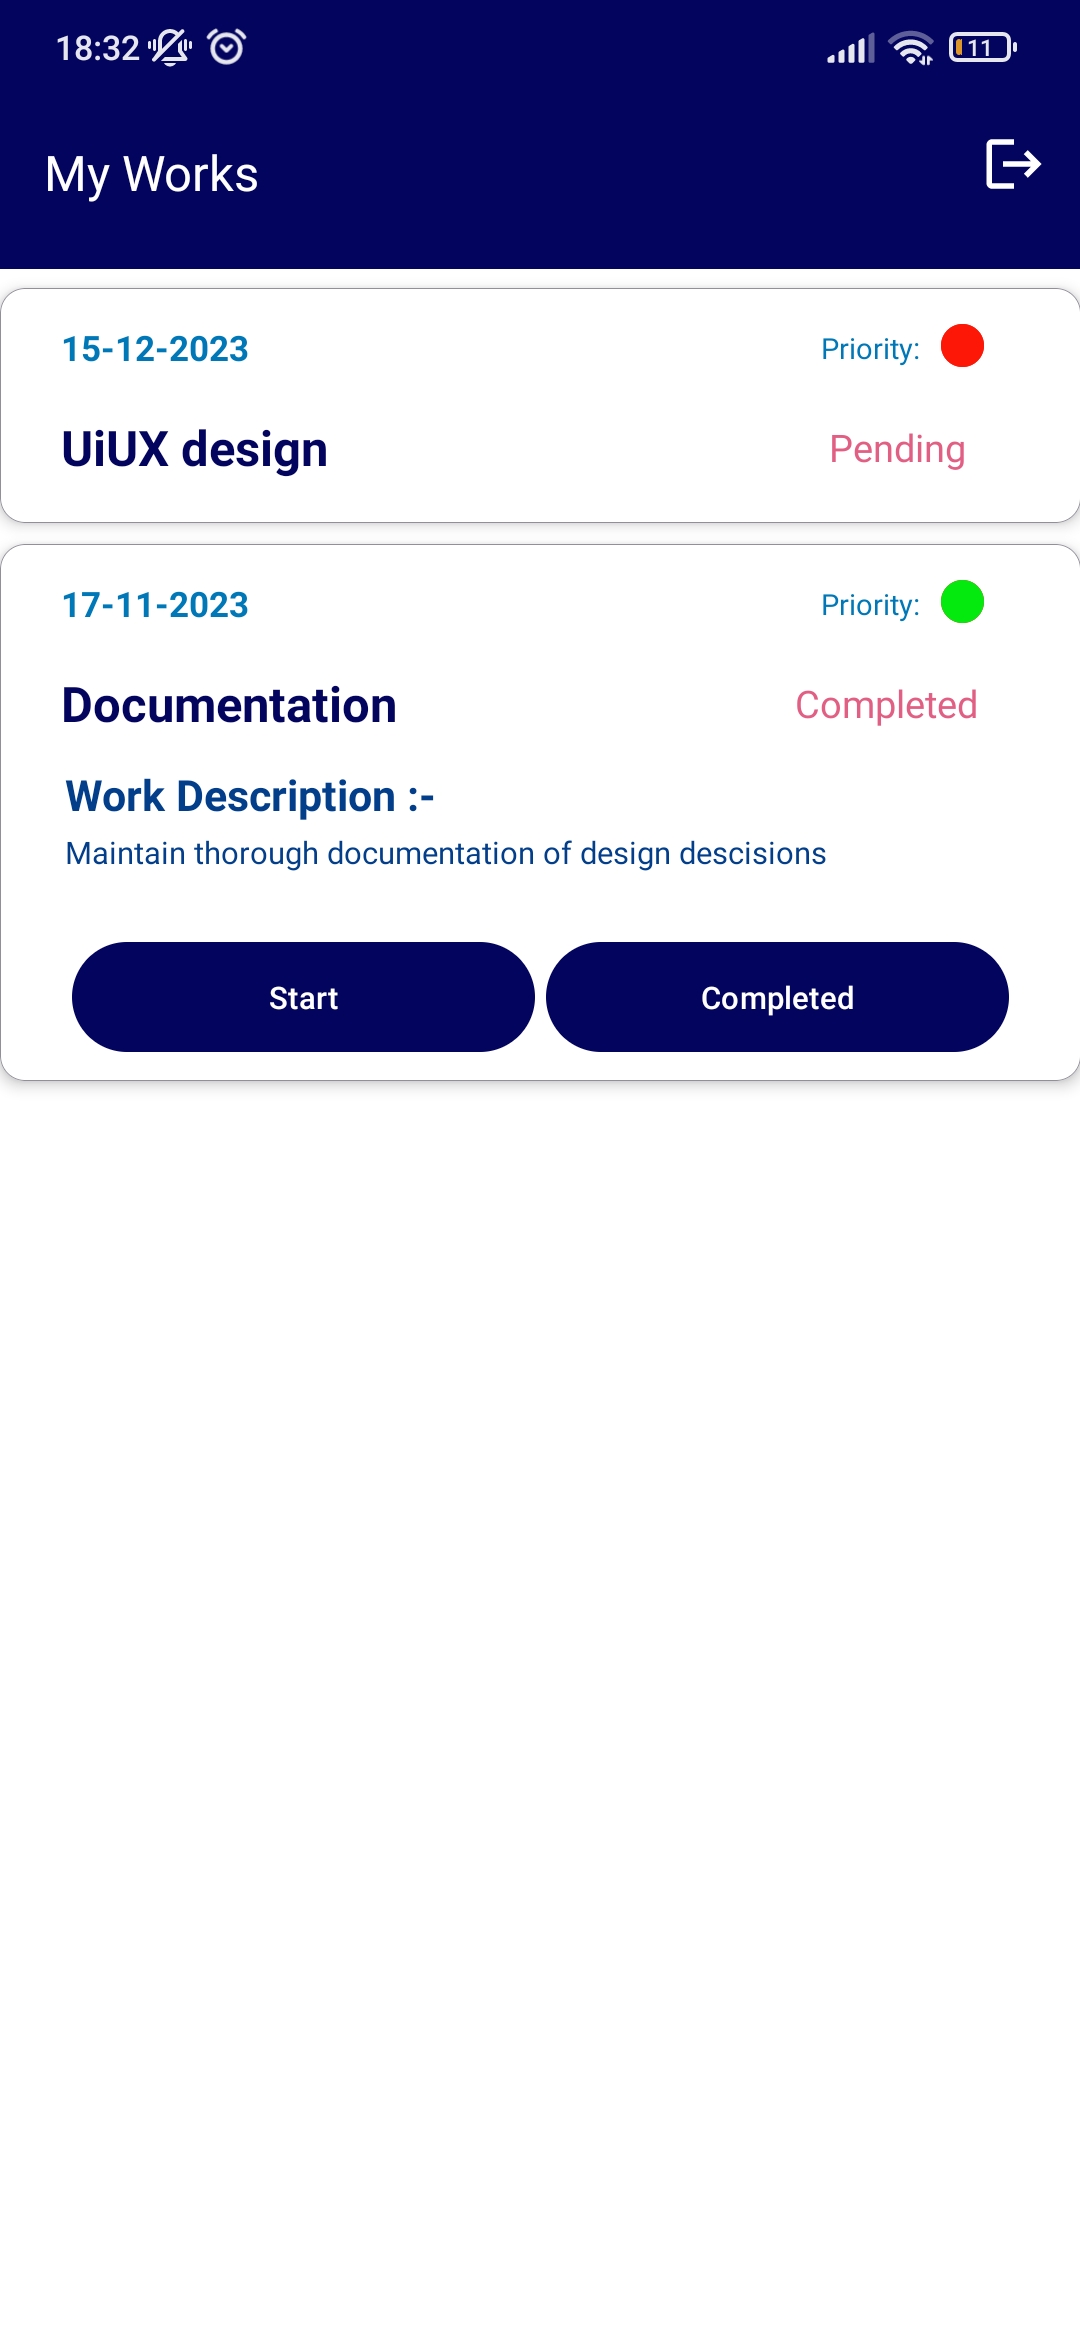 18:32 11
My Works
15-12-2023 Priority:
UiUX design Pending
17-11-2023 Priority:
Documentation Completed
Work Description :-
Maintain thorough documentation of design descisions
Start Completed